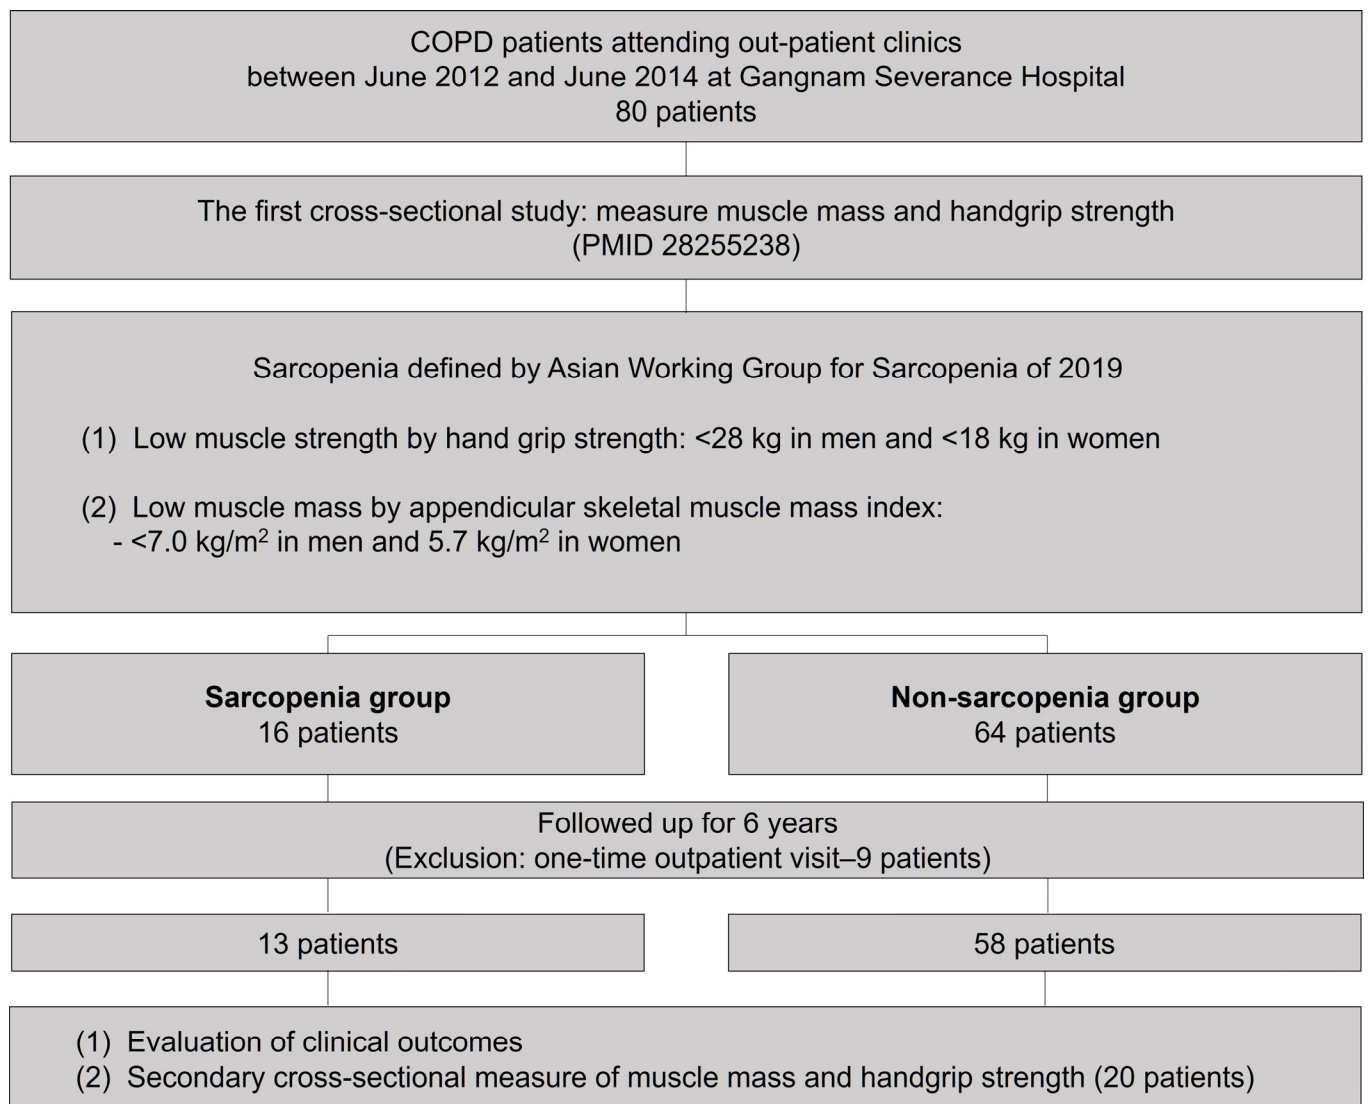 COPD patients attending out-patient clinics
between June 2012 and June 2014 at Gangnam Severance Hospital
80 patients
The first cross-sectional study: measure muscle mass and handgrip strength
(PMID 28255238)
Sarcopenia defined by Asian Working Group for Sarcopenia of 2019
(1) Low muscle strength by hand grip strength: <28 kg in men and <18 kg in women
(2) Low muscle mass by appendicular skeletal muscle mass index:
- <7.0 kg/m² in men and 5.7 kg/m² in women
Sarcopenia group
16 patients
Non-sarcopenia group
64 patients
Followed up for 6 years
(Exclusion: one-time outpatient visit–9 patients)
13 patients
58 patients
(1) Evaluation of clinical outcomes
(2) Secondary cross-sectional measure of muscle mass and handgrip strength (20 patients)